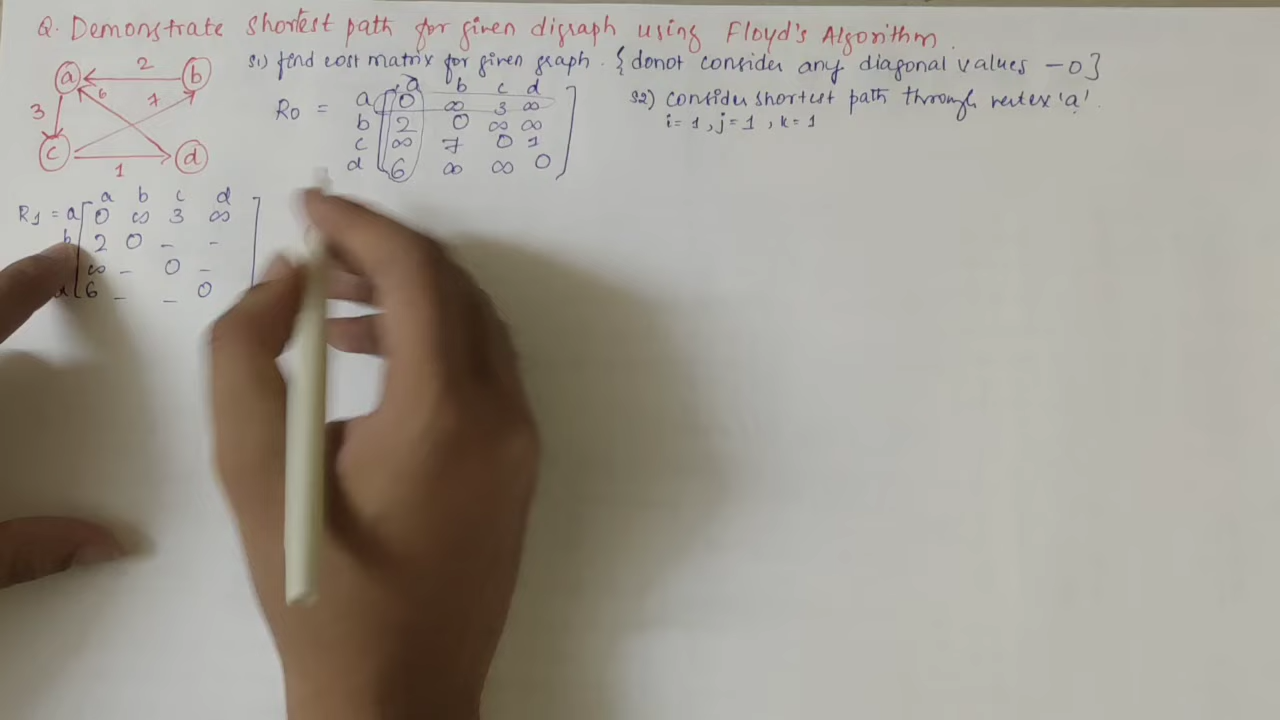 Q. Demonstrate shortest path for given digraph using Floyd's Algorithm.
S1) find cost matrix for given graph. {donot consider any diagonal values -0}
S2) consider shortest path through vertex 'a'.
i=1, j=1, k=1
a 2 b
3 6 7
c 1 d
a b c d
R0 = a 0 ∞ 3 ∞
b 2 0 ∞ ∞
c ∞ 7 0 1
d 6 ∞ ∞ 0
a b c d
R1 = a 0 ∞ 3 ∞
b 2 0 - -
∞ - 0 -
d 6 - - 0